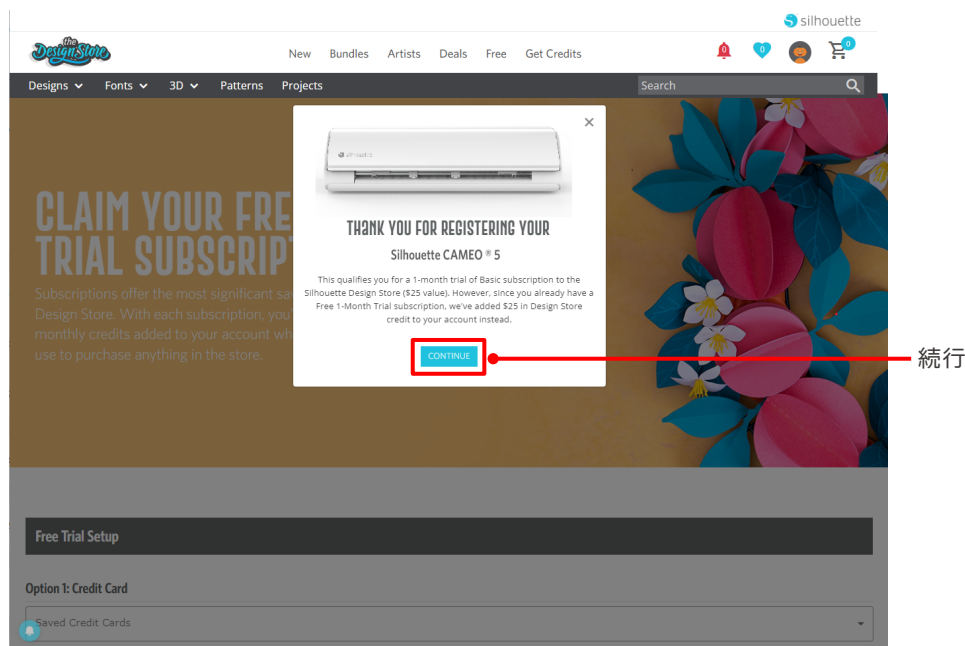 silhouette
the
Design Store
New Bundles Artists Deals Free Get Credits
0 0 0
Designs Fonts 3D Patterns Projects
Search
silhouette
THANK YOU FOR REGISTERING YOUR
Silhouette CAMEO ® 5
This qualifies you for a 1-month trial of Basic subscription to the
Silhouette Design Store ($25 value). However, since you already have a
Free 1-Month Trial subscription, we've added $25 in Design Store
credit to your account instead.
CONTINUE
続行
CLAIM YOUR FRE
TRIAL SUBSCRIP
Subscriptions offer the most significant sa
Design Store. With each subscription, you
monthly credits added to your account wh
use to purchase anything in the store.
Free Trial Setup
Option 1: Credit Card
Saved Credit Cards